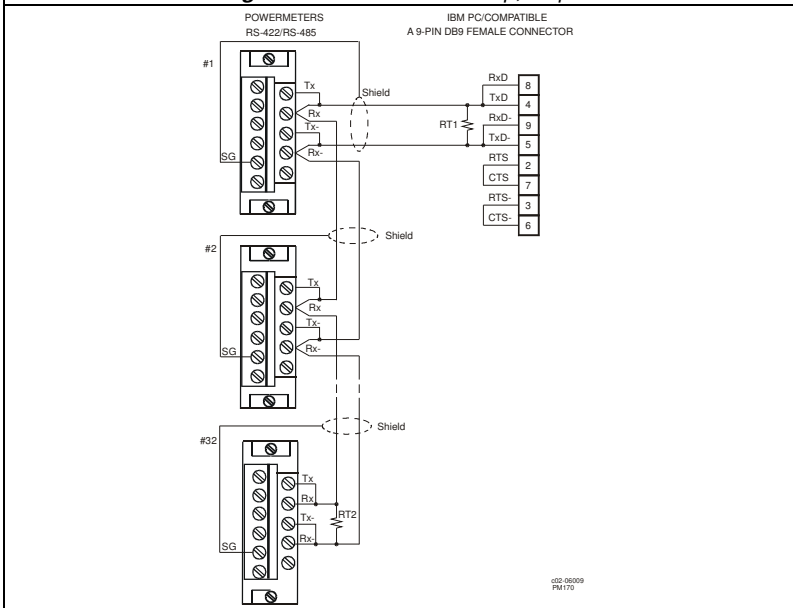 POWERMETERS
RS-422/RS-485
IBM PC/COMPATIBLE
A 9-PIN DB9 FEMALE CONNECTOR
#1
Tx
Rx
Tx-
Rx-
SG
Shield
RT1
RxD 8
TxD 4
RxD- 9
TxD- 5
RTS 2
CTS 7
RTS- 3
CTS- 6
Shield
#2
Tx
Rx
Tx-
Rx-
SG
Shield
#32
Tx
Rx
Tx-
Rx-
SG
RT2
c02-06009
PM170